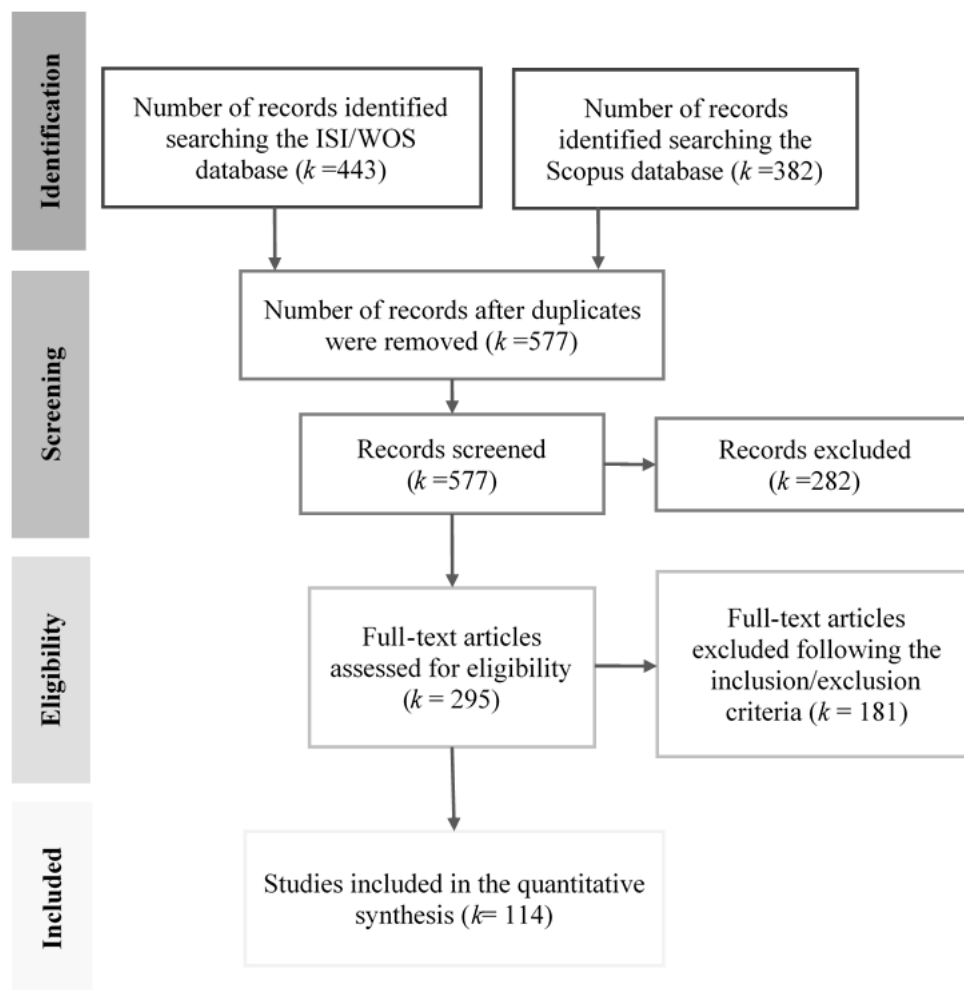 Identification
Number of records identified
searching the ISI/WOS
database (k =443)
Number of records
identified searching the
Scopus database (k =382)
Screening
Number of records after duplicates
were removed (k =577)
Records screened
(k =577)
Records excluded
(k =282)
Eligibility
Full-text articles
assessed for eligibility
(k = 295)
Full-text articles
excluded following the
inclusion/exclusion
criteria (k = 181)
Included
Studies included in the quantitative
synthesis (k= 114)